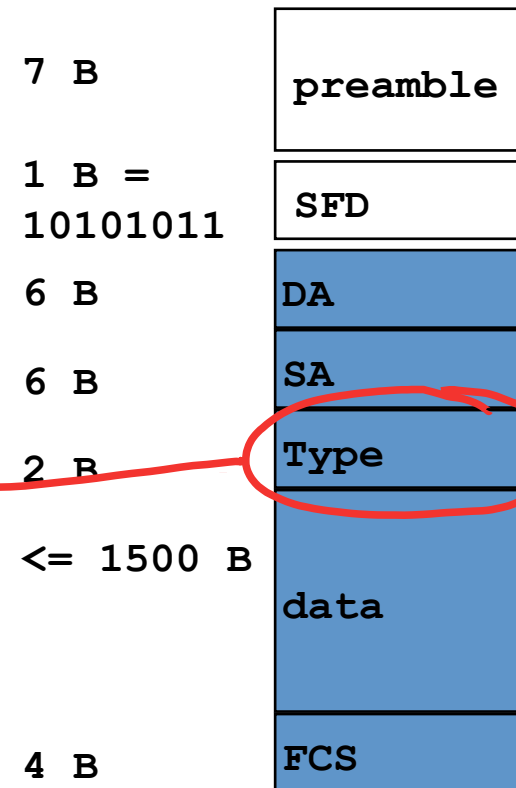 7 B
preamble
1 B =
10101011
SFD
6 B
DA
6 B
SA
2 B
Type
<= 1500 B
data
4 B
FCS